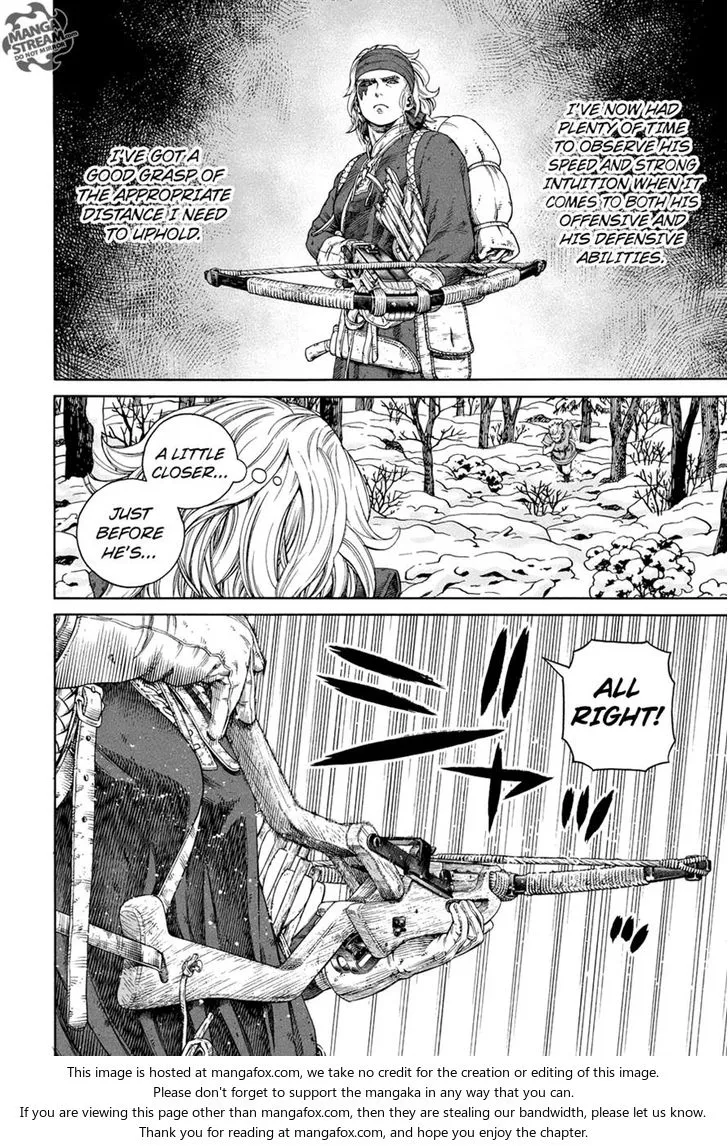 MANGA
STREAM.COM
DO NOT MIRROR
I'VE NOW HAD
PLENTY OF TIME
TO OBSERVE HIS
SPEED AND STRONG
INTUITION WHEN IT
COMES TO BOTH HIS
OFFENSIVE AND
HIS DEFENSIVE
ABILITIES.
I'VE GOT A
GOOD GRASP OF
THE APPROPRIATE
DISTANCE I NEED
TO UPHOLD.
A LITTLE
CLOSER...
JUST
BEFORE
HE'S...
ALL
RIGHT!
This image is hosted at mangafox.com, we take no credit for the creation or editing of this image.
Please don't forget to support the mangaka in any way that you can.
If you are viewing this page other than mangafox.com, then they are stealing our bandwidth, please let us know.
Thank you for reading at mangafox.com, and hope you enjoy the chapter.